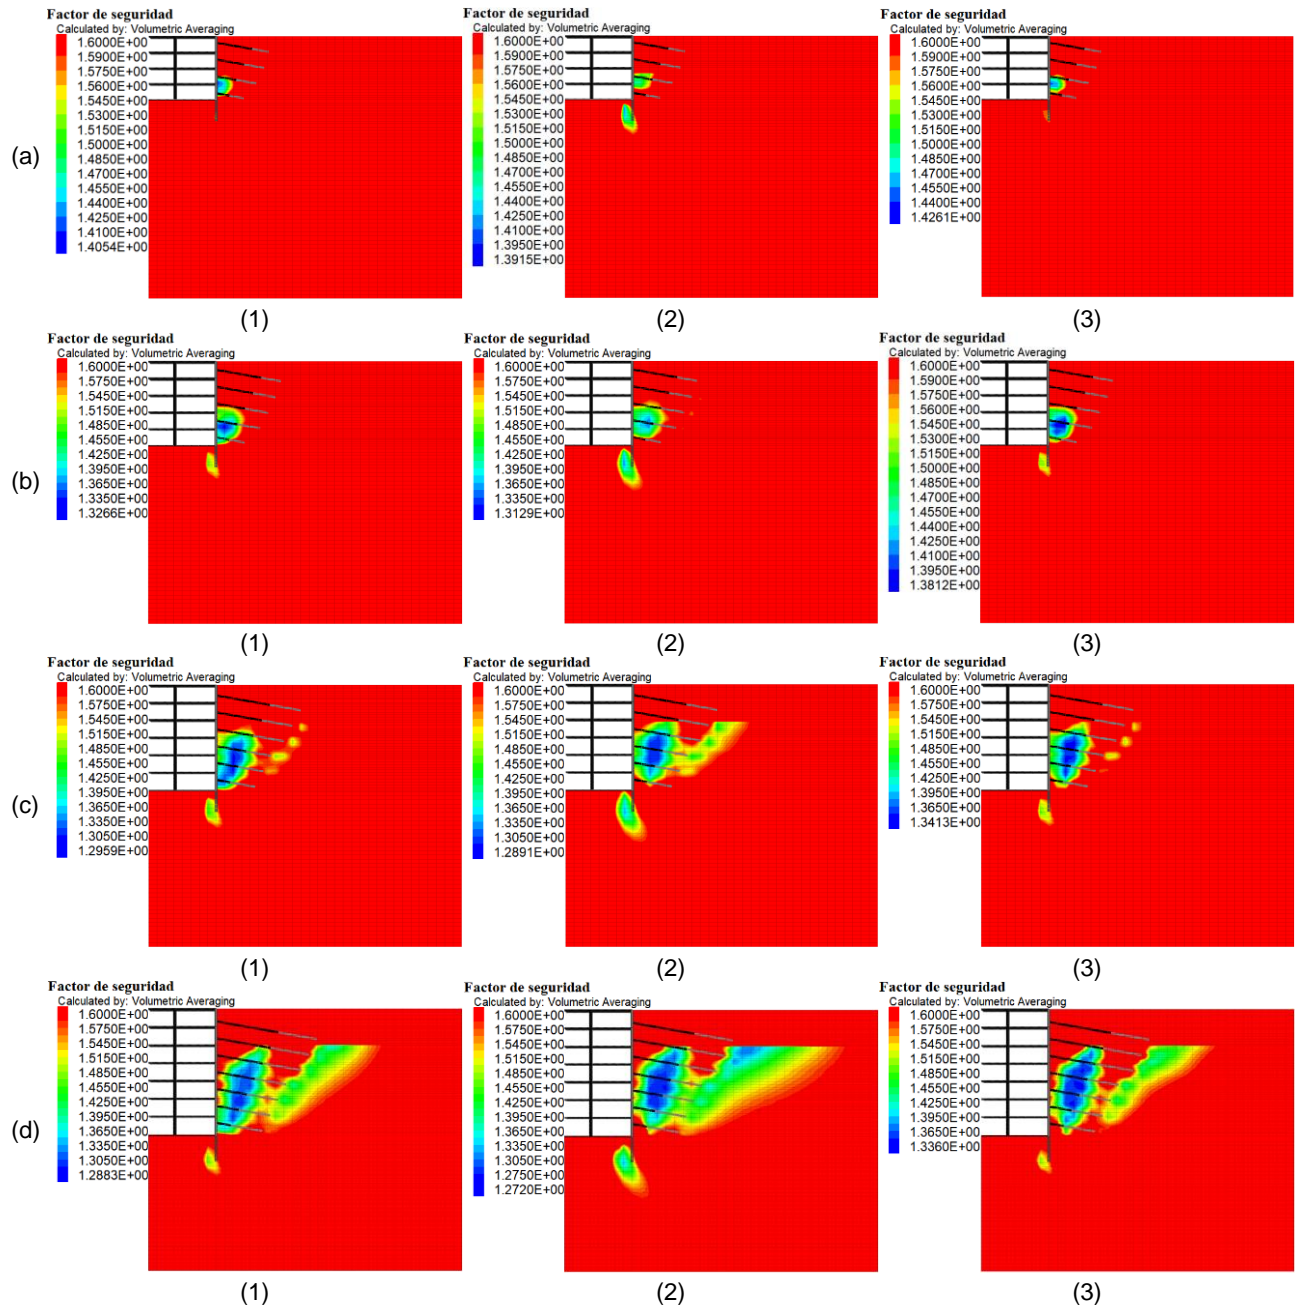 Factor de seguridad
Calculated by: Volumetric Averaging
1.6000E+00
1.5900E+00
1.5750E+00
1.5600E+00
1.5450E+00
1.5300E+00
1.5150E+00
1.5000E+00
1.4850E+00
1.4700E+00
1.4550E+00
1.4400E+00
1.4250E+00
1.4100E+00
1.4054E+00
Factor de seguridad
Calculated by: Volumetric Averaging
1.6000E+00
1.5900E+00
1.5750E+00
1.5600E+00
1.5450E+00
1.5300E+00
1.5150E+00
1.5000E+00
1.4850E+00
1.4700E+00
1.4550E+00
1.4400E+00
1.4250E+00
1.4100E+00
1.3950E+00
1.3915E+00
Factor de seguridad
Calculated by: Volumetric Averaging
1.6000E+00
1.5900E+00
1.5750E+00
1.5600E+00
1.5450E+00
1.5300E+00
1.5150E+00
1.5000E+00
1.4850E+00
1.4700E+00
1.4550E+00
1.4400E+00
1.4261E+00
(a)
(1)
(2)
(3)
Factor de seguridad
Calculated by: Volumetric Averaging
1.6000E+00
1.5750E+00
1.5450E+00
1.5150E+00
1.4850E+00
1.4550E+00
1.4250E+00
1.3950E+00
1.3650E+00
1.3350E+00
1.3266E+00
Factor de seguridad
Calculated by: Volumetric Averaging
1.6000E+00
1.5750E+00
1.5450E+00
1.5150E+00
1.4850E+00
1.4550E+00
1.4250E+00
1.3950E+00
1.3650E+00
1.3350E+00
1.3129E+00
Factor de seguridad
Calculated by: Volumetric Averaging
1.6000E+00
1.5900E+00
1.5750E+00
1.5600E+00
1.5450E+00
1.5300E+00
1.5150E+00
1.5000E+00
1.4850E+00
1.4700E+00
1.4550E+00
1.4400E+00
1.4250E+00
1.4100E+00
1.3950E+00
1.3812E+00
(b)
(1)
(2)
(3)
Factor de seguridad
Calculated by: Volumetric Averaging
1.6000E+00
1.5750E+00
1.5450E+00
1.5150E+00
1.4850E+00
1.4550E+00
1.4250E+00
1.3950E+00
1.3650E+00
1.3350E+00
1.3050E+00
1.2959E+00
Factor de seguridad
Calculated by: Volumetric Averaging
1.6000E+00
1.5750E+00
1.5450E+00
1.5150E+00
1.4850E+00
1.4550E+00
1.4250E+00
1.3950E+00
1.3650E+00
1.3350E+00
1.3050E+00
1.2891E+00
Factor de seguridad
Calculated by: Volumetric Averaging
1.6000E+00
1.5750E+00
1.5450E+00
1.5150E+00
1.4850E+00
1.4550E+00
1.4250E+00
1.3950E+00
1.3650E+00
1.3413E+00
(c)
(1)
(2)
(3)
Factor de seguridad
Calculated by: Volumetric Averaging
1.6000E+00
1.5750E+00
1.5450E+00
1.5150E+00
1.4850E+00
1.4550E+00
1.4250E+00
1.3950E+00
1.3650E+00
1.3350E+00
1.3050E+00
1.2883E+00
Factor de seguridad
Calculated by: Volumetric Averaging
1.6000E+00
1.5750E+00
1.5450E+00
1.5150E+00
1.4850E+00
1.4550E+00
1.4250E+00
1.3950E+00
1.3650E+00
1.3350E+00
1.3050E+00
1.2750E+00
1.2720E+00
Factor de seguridad
Calculated by: Volumetric Averaging
1.6000E+00
1.5750E+00
1.5450E+00
1.5150E+00
1.4850E+00
1.4550E+00
1.4250E+00
1.3950E+00
1.3650E+00
1.3360E+00
(d)
(1)
(2)
(3)